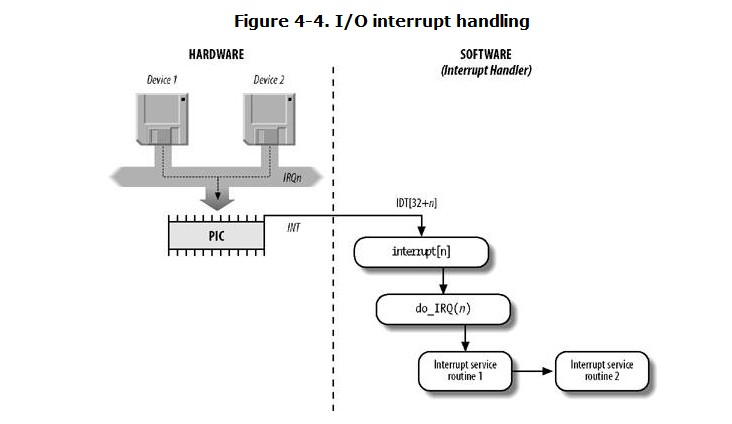 Figure 4-4. I/O interrupt handling
HARDWARE
SOFTWARE
(Interrupt Handler)
Device 1
Device 2
IRQn
IDT[32+n]
INT
PIC
interrupt[n]
do_IRQ(n)
Interrupt service
routine 1
Interrupt service
routine 2